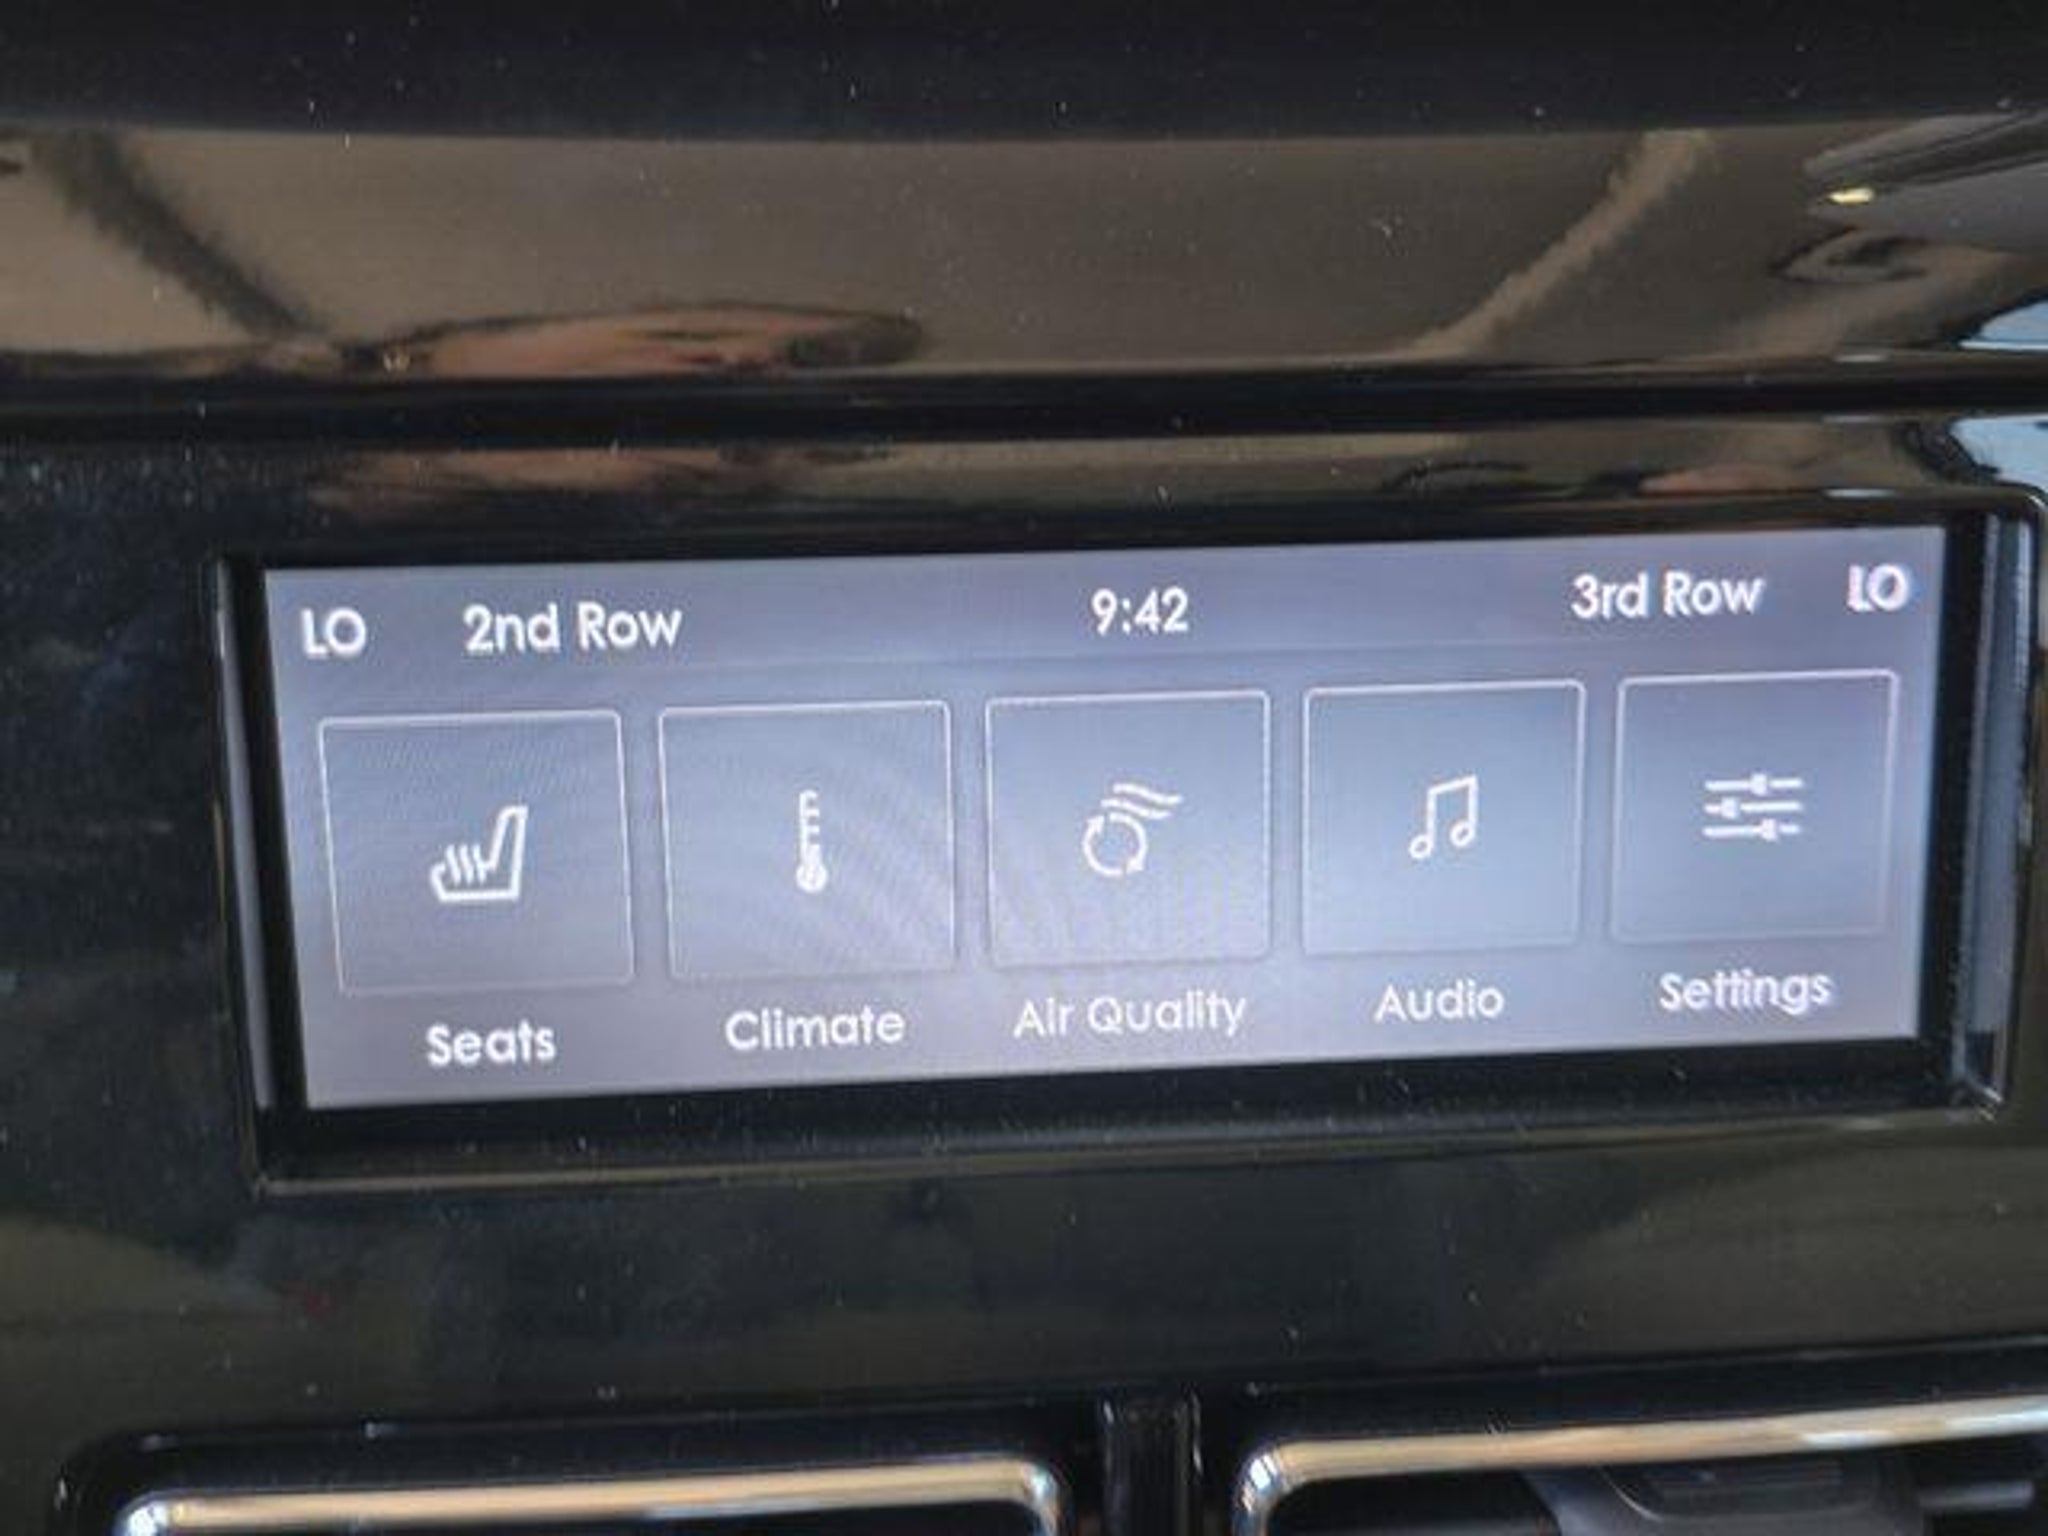 LO 2nd Row 9:42 3rd Row LO
Seats Climate Air Quality Audio Settings